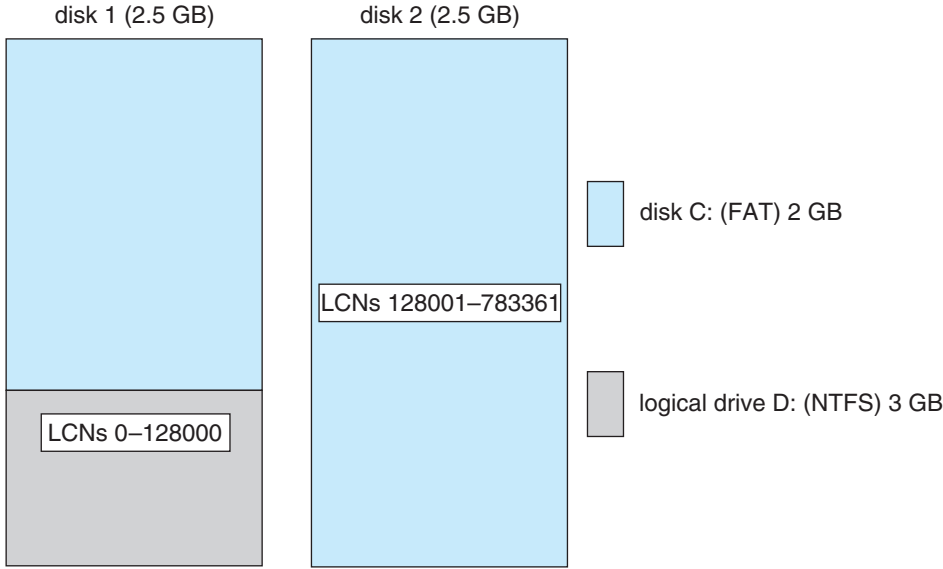 disk 1 (2.5 GB)
disk 2 (2.5 GB)
disk C: (FAT) 2 GB
LCNs 128001–783361
logical drive D: (NTFS) 3 GB
LCNs 0–128000